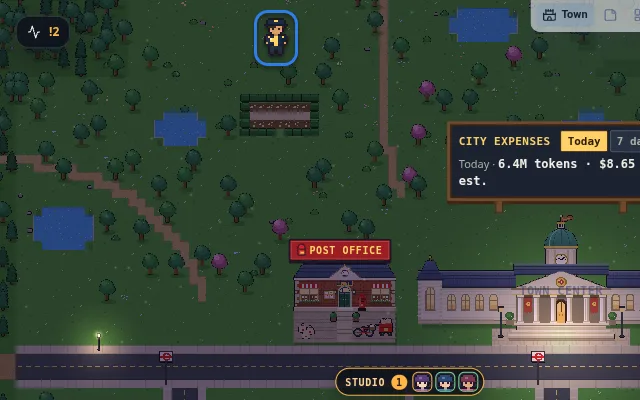 !2
Town
CITY EXPENSES Today 7 da
Today · 6.4M tokens · $8.65
est.
POST OFFICE
TOWN CENTER
STUDIO 1